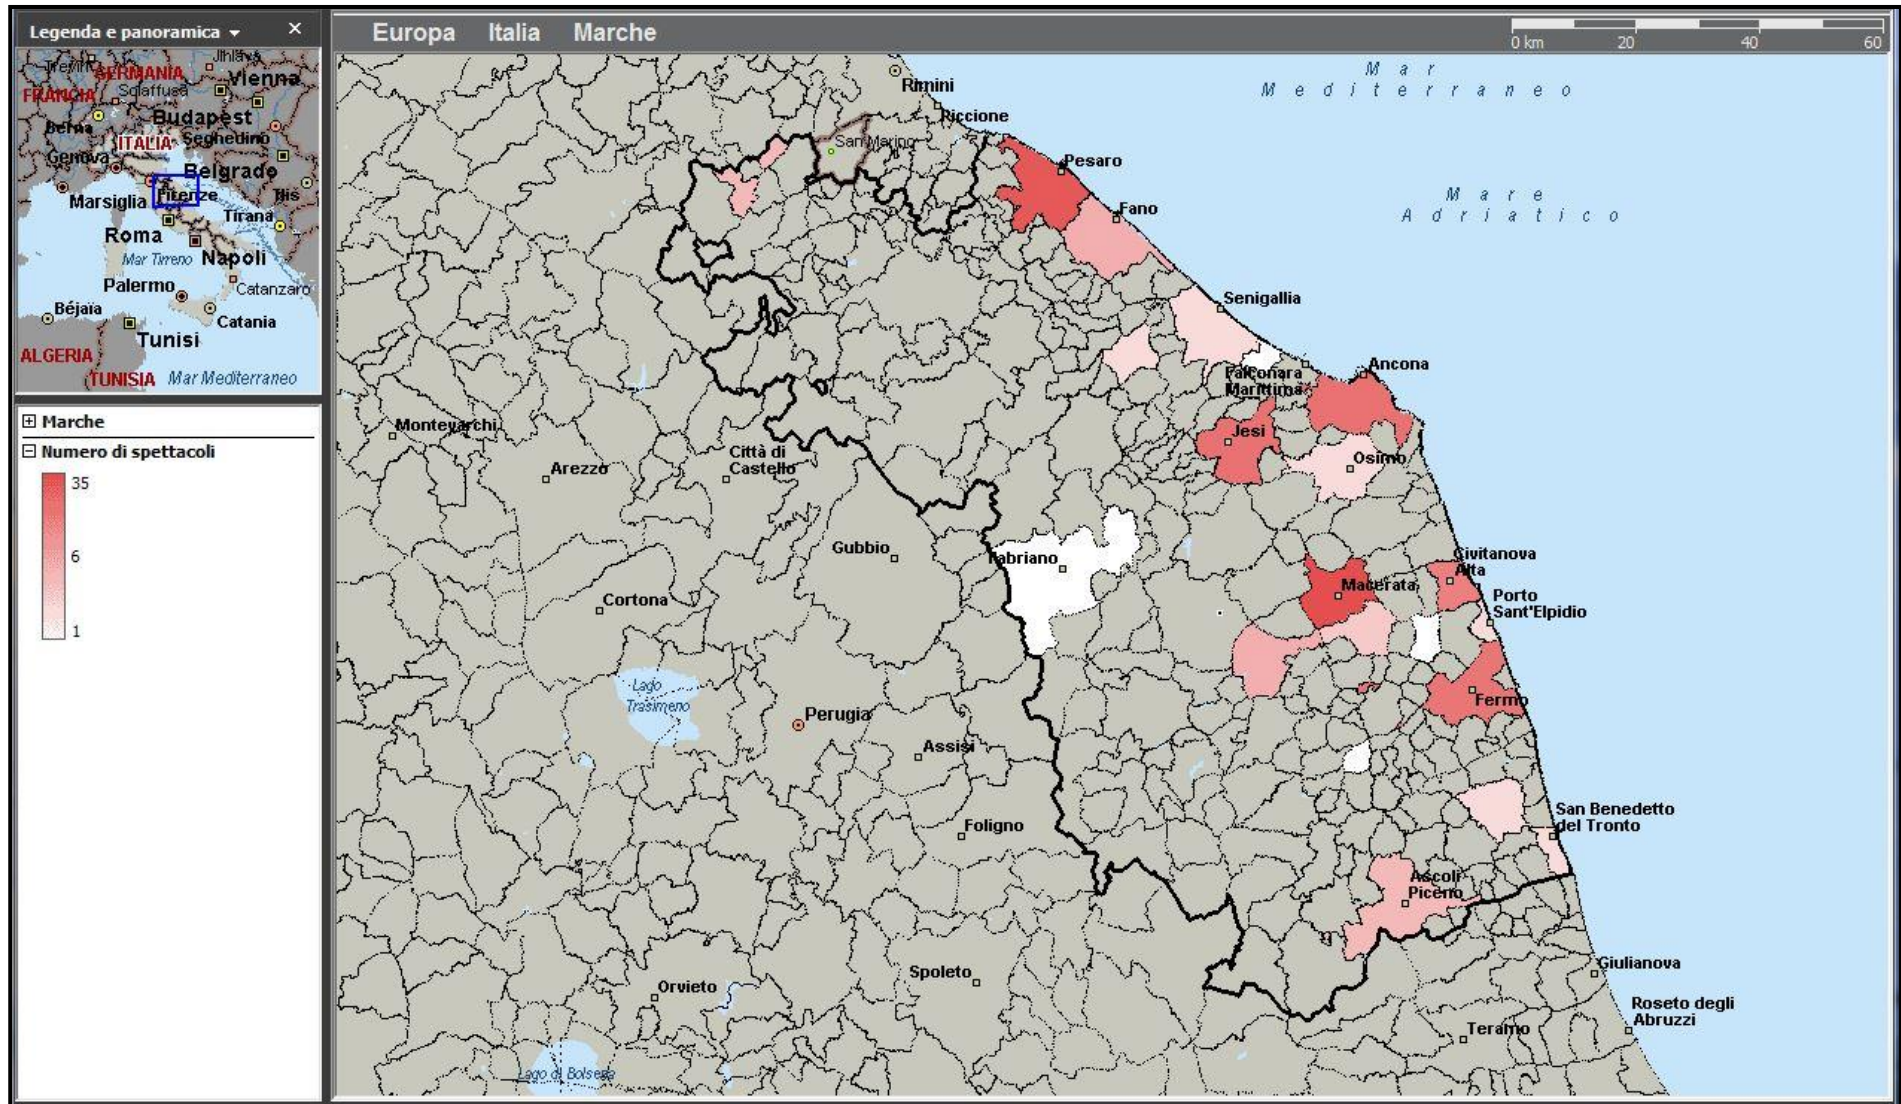 Legenda e panoramica
Europa Italia Marche
0 km 20 40 60
GERMANIA
Jihlava
FRANCIA
Sciaffusa
Vienna
Berna
Budapest
ITALIA
Seghedino
Genova
Belgrado
Marsiglia
Firenze
Nis
Roma
Tirana
Mar Tirreno
Napoli
Palermo
Catanzaro
Béjaïa
Catania
Tunisi
ALGERIA
TUNISIA
Mar Mediterraneo
Marche
Numero di spettacoli
35
6
1
Mar
Mediterraneo
Rimini
Riccione
San Marino
Pesaro
Mare
Adriatico
Fano
Senigallia
Ancona
Falconara
Marittima
Jesi
Osimo
Montevarchi
Arezzo
Città di
Castello
Gubbio
Fabriano
Civitanova
Alta
Macerata
Porto
Sant'Elpidio
Cortona
Lago
Trasimeno
Perugia
Fermo
Assisi
Foligno
San Benedetto
del Tronto
Ascoli
Piceno
Spoleto
Orvieto
Giulianova
Roseto degli
Abruzzi
Teramo
Lago di Bolsena